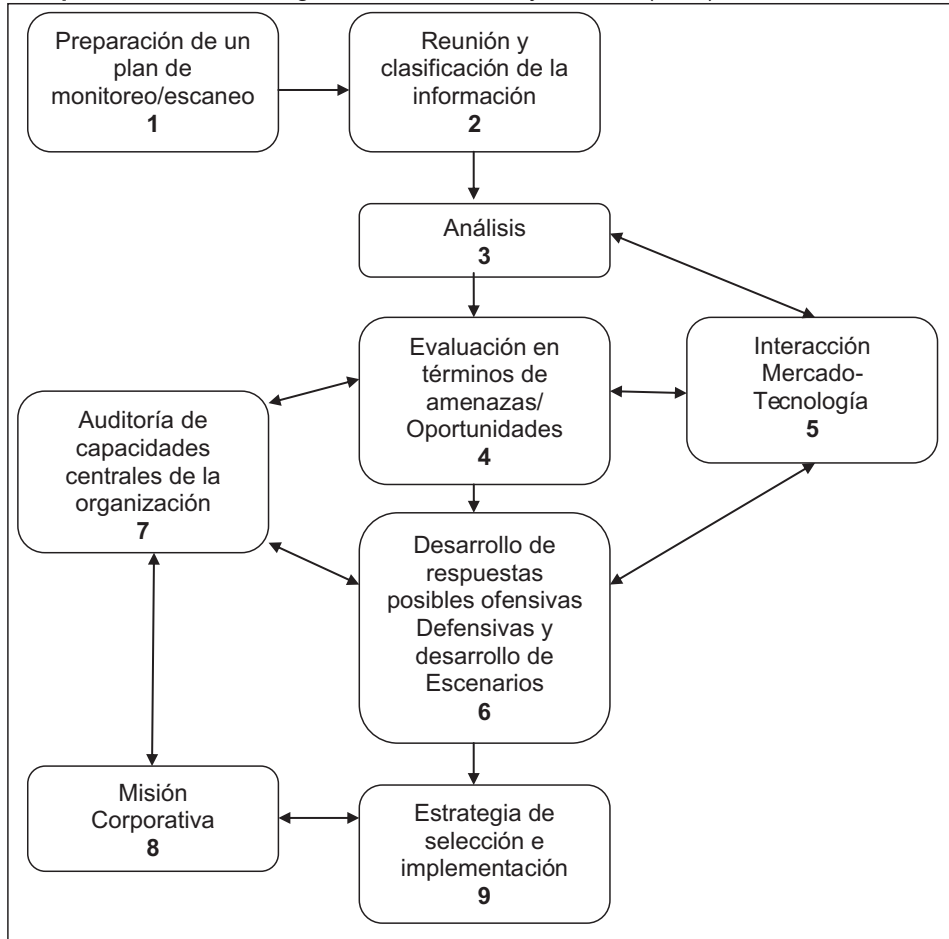 Preparación de un
plan de
monitoreo/escaneo
1
Reunión y
clasificación de la
información
2
Análisis
3
Evaluación en
términos de
amenazas/
Oportunidades
4
Interacción
Mercado-
Tecnología
5
Auditoría de
capacidades
centrales de la
organización
7
Desarrollo de
respuestas
posibles ofensivas
Defensivas y
desarrollo de
Escenarios
6
Misión
Corporativa
8
Estrategia de
selección e
implementación
9